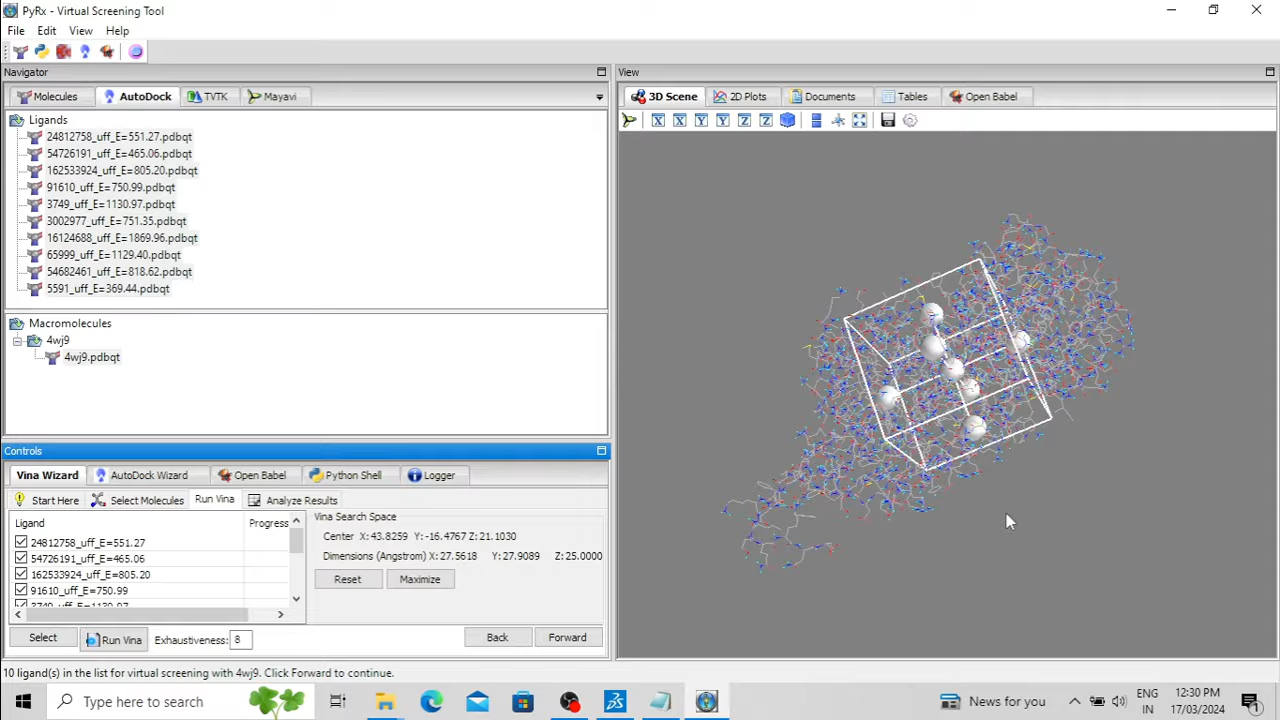 PyRx - Virtual Screening Tool
File Edit View Help
Navigator
Molecules AutoDock TVTK Mayavi
Ligands
24812758_uff_E=551.27.pdbqt
54726191_uff_E=465.06.pdbqt
162533924_uff_E=805.20.pdbqt
91610_uff_E=750.99.pdbqt
3749_uff_E=1130.97.pdbqt
3002977_uff_E=751.35.pdbqt
16124688_uff_E=1869.96.pdbqt
65999_uff_E=1129.40.pdbqt
54682461_uff_E=818.62.pdbqt
5591_uff_E=369.44.pdbqt
Macromolecules
4wj9
4wj9.pdbqt
View
3D Scene 2D Plots Documents Tables Open Babel
X X Y Y Z Z
Controls
Vina Wizard AutoDock Wizard Open Babel Python Shell Logger
Start Here Select Molecules Run Vina Analyze Results
Ligand Progress
24812758_uff_E=551.27
54726191_uff_E=465.06
162533924_uff_E=805.20
91610_uff_E=750.99
3749_uff_E=1130.97
Vina Search Space
Center X: 43.8259 Y: -16.4767 Z: 21.1030
Dimensions (Angstrom) X: 27.5618 Y: 27.9089 Z: 25.0000
Reset Maximize
Select Run Vina Exhaustiveness: 8 Back Forward
10 ligand(s) in the list for virtual screening with 4wj9. Click Forward to continue.
Type here to search
News for you
ENG
IN
12:30 PM
17/03/2024
1